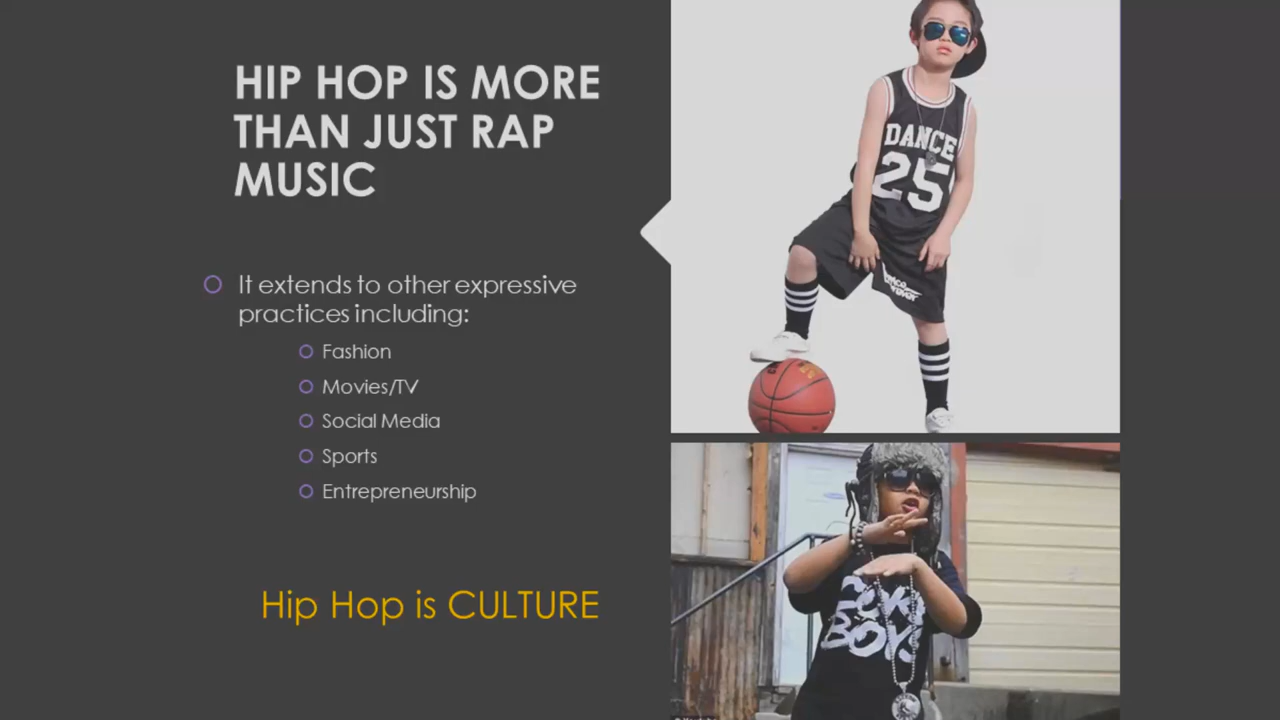 HIP HOP IS MORE
THAN JUST RAP
MUSIC
It extends to other expressive
practices including:
Fashion
Movies/TV
Social Media
Sports
Entrepreneurship
Hip Hop is CULTURE
DANCE
25
BOYS